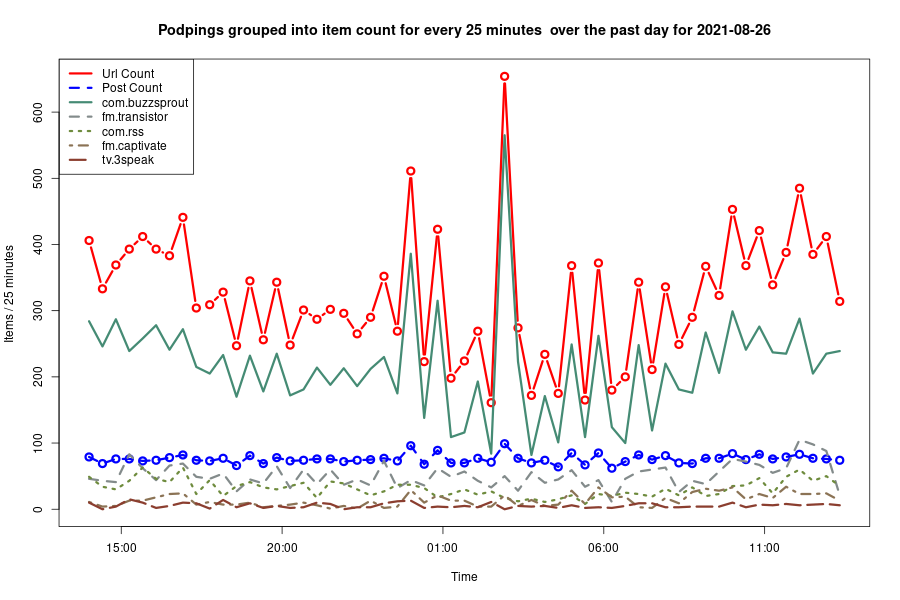 Podpings grouped into item count for every 25 minutes  over the past day for 2021-08-26
Url Count
Post Count
com.buzzsprout
fm.transistor
com.rss
fm.captivate
tv.3speak
Items / 25 minutes
600
500
400
300
200
100
0
15:00
20:00
01:00
06:00
11:00
Time